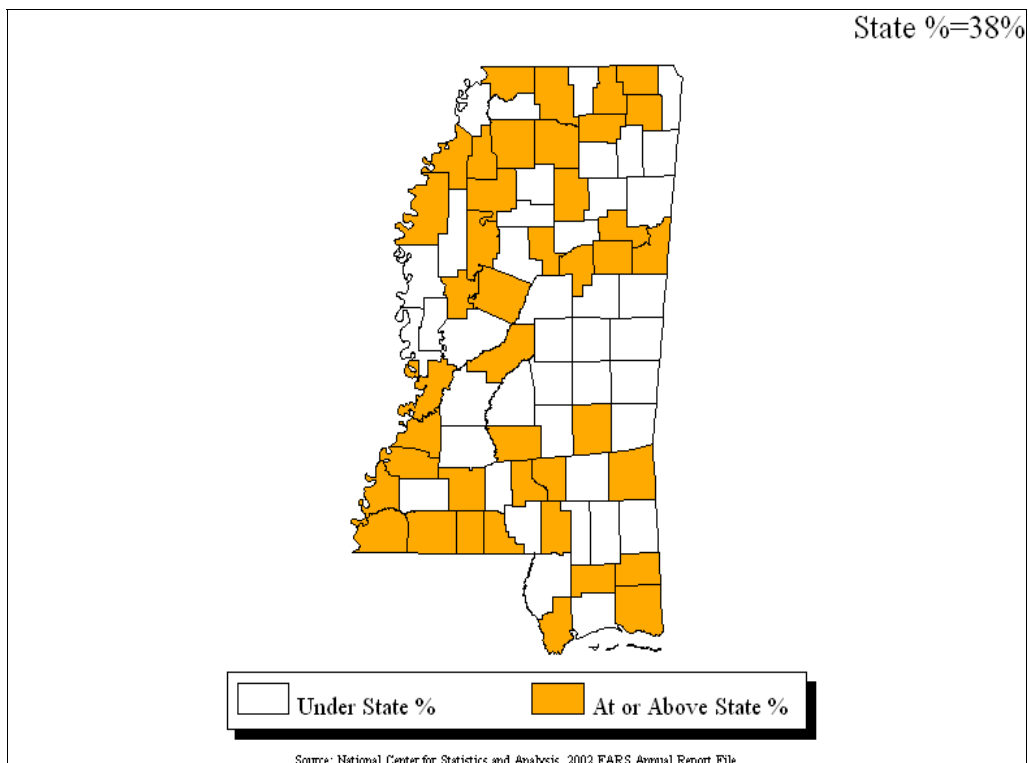 State %=38%
Under State %
At or Above State %
Source: National Center for Statistics and Analysis, 2002 FARS Annual Report File